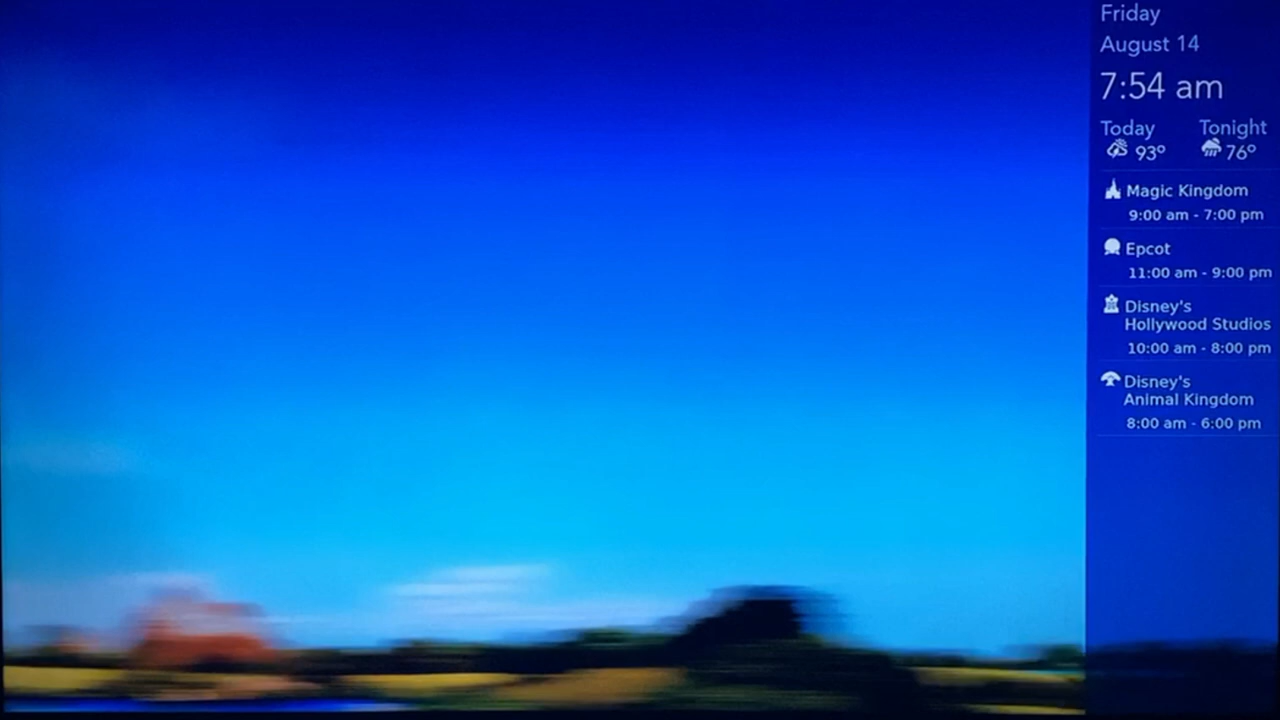 Friday
August 14
7:54 am
Today Tonight
93° 76°
Magic Kingdom
9:00 am - 7:00 pm
Epcot
11:00 am - 9:00 pm
Disney's
Hollywood Studios
10:00 am - 8:00 pm
Disney's
Animal Kingdom
8:00 am - 6:00 pm